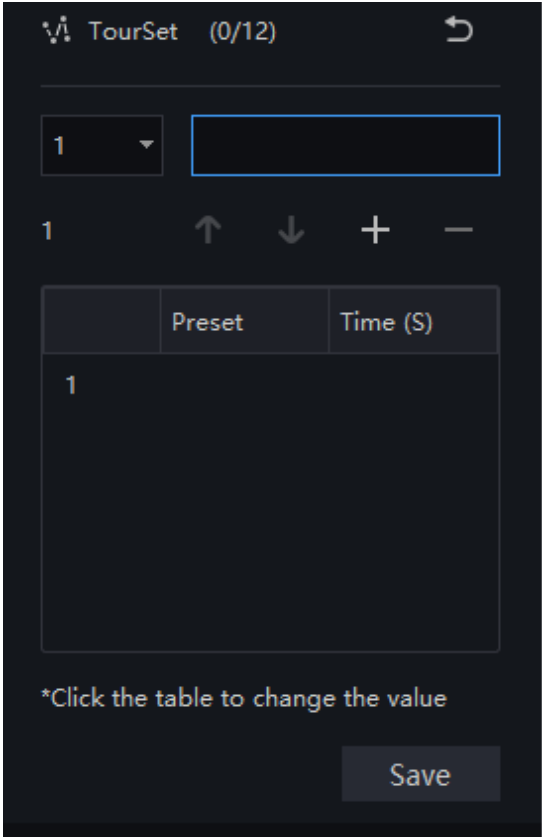 TourSet (0/12)
1
1
Preset Time (S)
1
*Click the table to change the value
Save